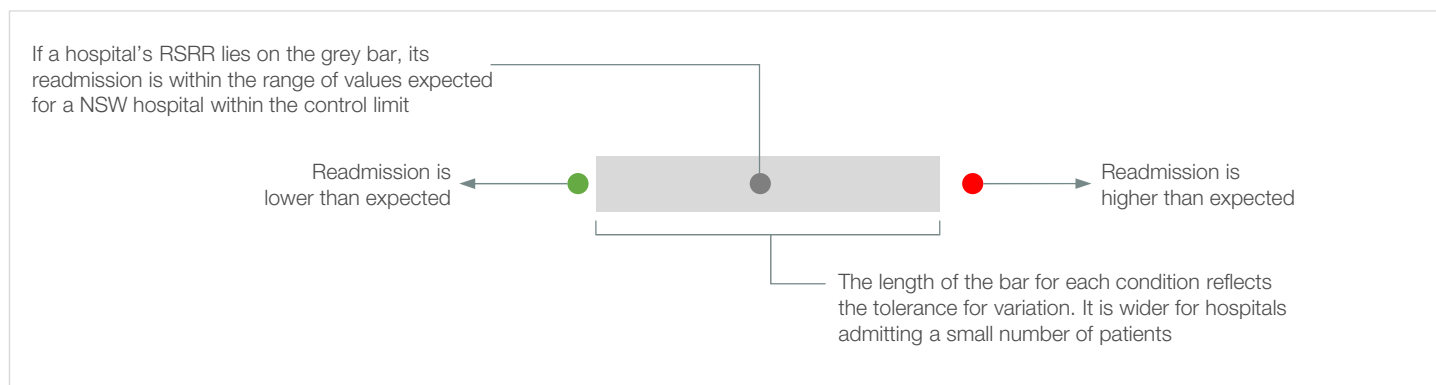 If a hospital’s RSRR lies on the grey bar, its
readmission is within the range of values expected
for a NSW hospital within the control limit
Readmission is
lower than expected
Readmission is
higher than expected
The length of the bar for each condition reflects
the tolerance for variation. It is wider for hospitals
admitting a small number of patients